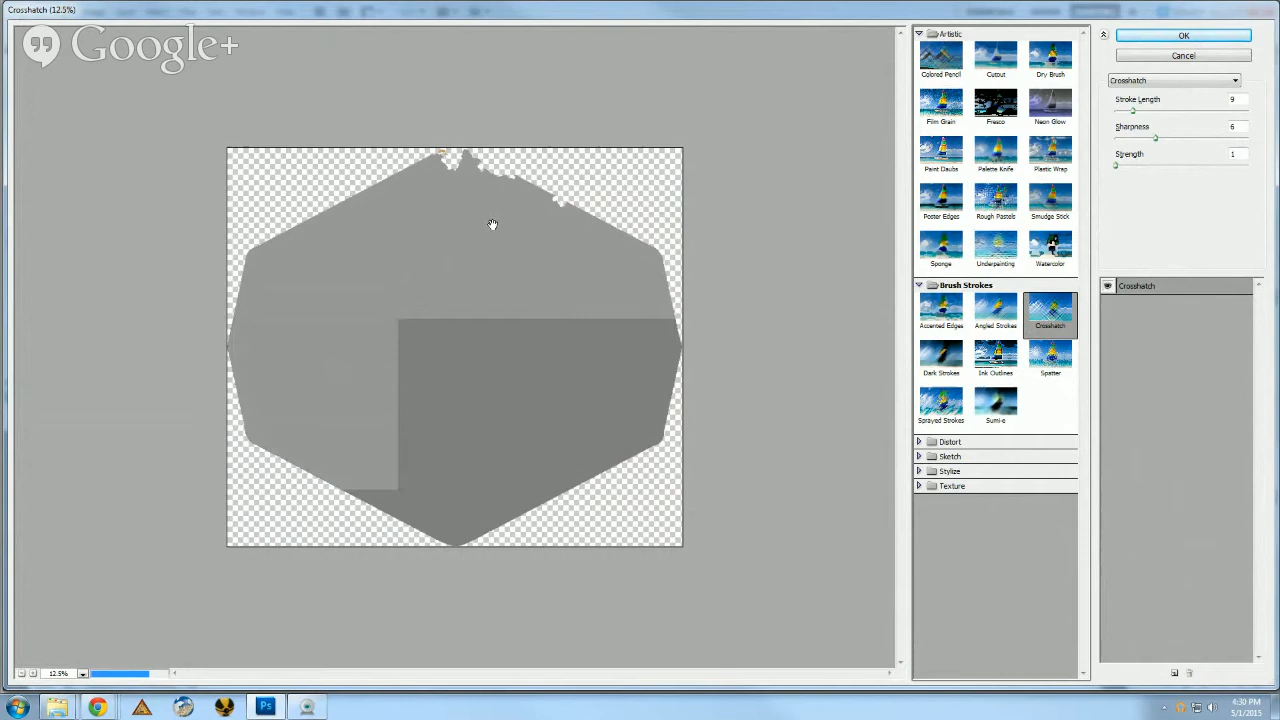 Crosshatch (12.5%)
Google+
Artistic
Colored Pencil
Cutout
Dry Brush
Film Grain
Fresco
Neon Glow
Paint Daubs
Palette Knife
Plastic Wrap
Poster Edges
Rough Pastels
Smudge Stick
Sponge
Underpainting
Watercolor
Brush Strokes
Accented Edges
Angled Strokes
Crosshatch
Dark Strokes
Ink Outlines
Spatter
Sprayed Strokes
Sumi-e
Distort
Sketch
Stylize
Texture
OK
Cancel
Crosshatch
Stroke Length 9
Sharpness 6
Strength 1
Crosshatch
12.5%
Ps
4:30 PM
5/1/2015